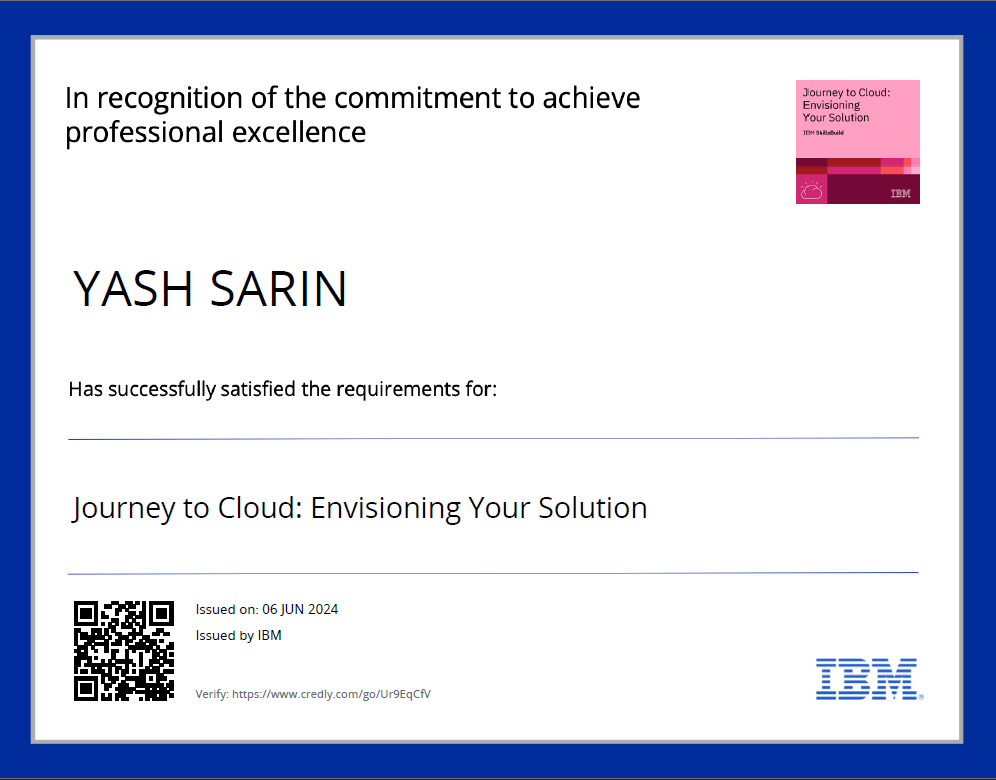 In recognition of the commitment to achieve
professional excellence
Journey to Cloud:
Envisioning
Your Solution
IBM SkillsBuild
IBM
YASH SARIN
Has successfully satisfied the requirements for:
Journey to Cloud: Envisioning Your Solution
Issued on: 06 JUN 2024
Issued by IBM
Verify: https://www.credly.com/go/Ur9EqCfV
IBM®